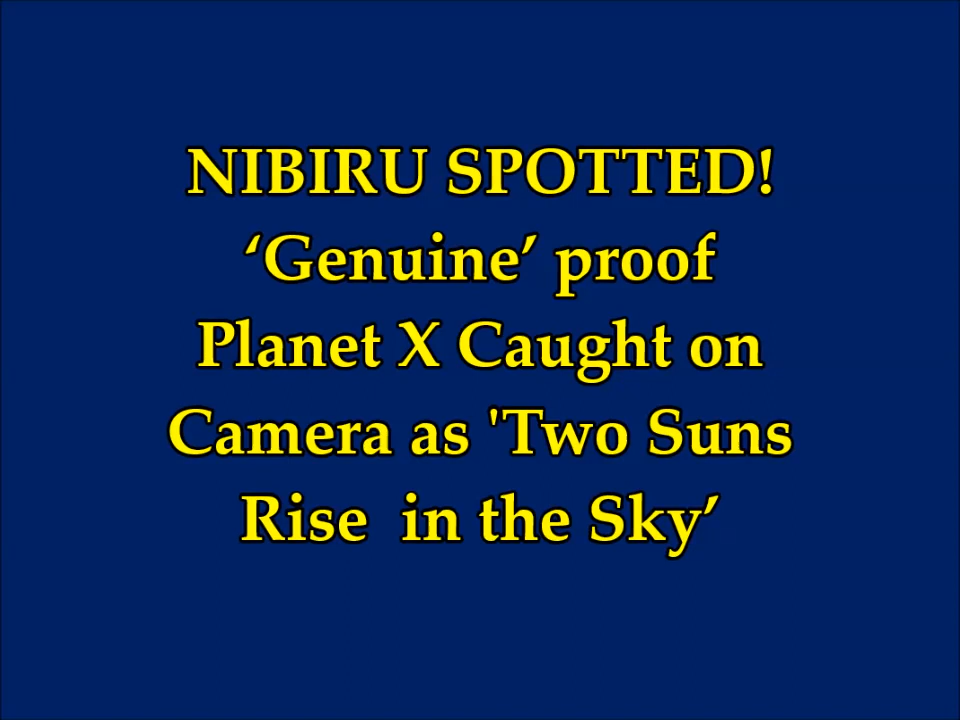 NIBIRU SPOTTED!
‘Genuine’ proof
Planet X Caught on
Camera as 'Two Suns
Rise  in the Sky’